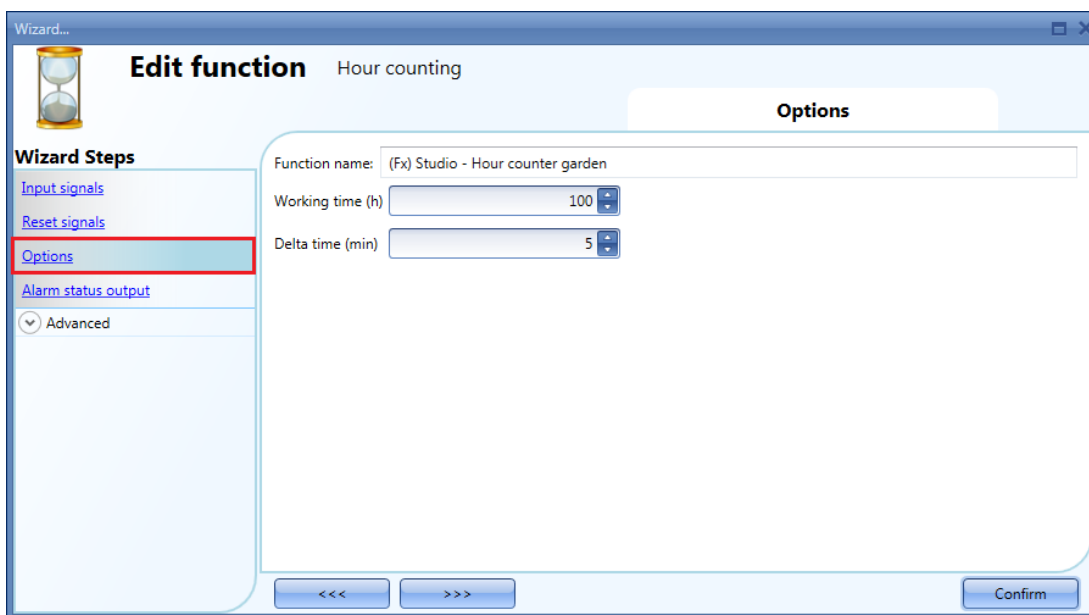 Wizard...
Edit function Hour counting
Options
Wizard Steps
Input signals
Reset signals
Options
Alarm status output
Advanced
Function name: (Fx) Studio - Hour counter garden
Working time (h) 100
Delta time (min) 5
<<< >>> Confirm